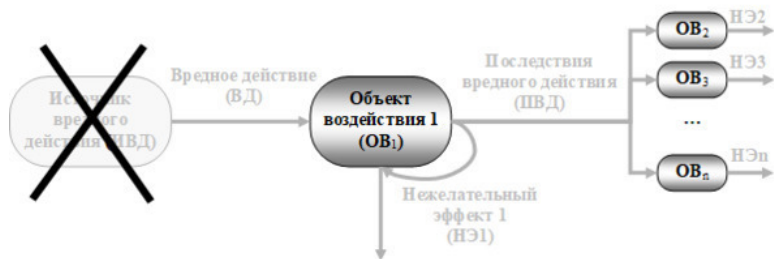 Источник
вредного
действия (ИВД)
Вредное действие
(ВД)
Объект
воздействия 1
(ОВ₁)
Нежелательный
эффект 1
(НЭ1)
Последствия
вредного действия
(ПВД)
ОВ₂
НЭ2
ОВ₃
НЭ3
...
ОВₙ
НЭn